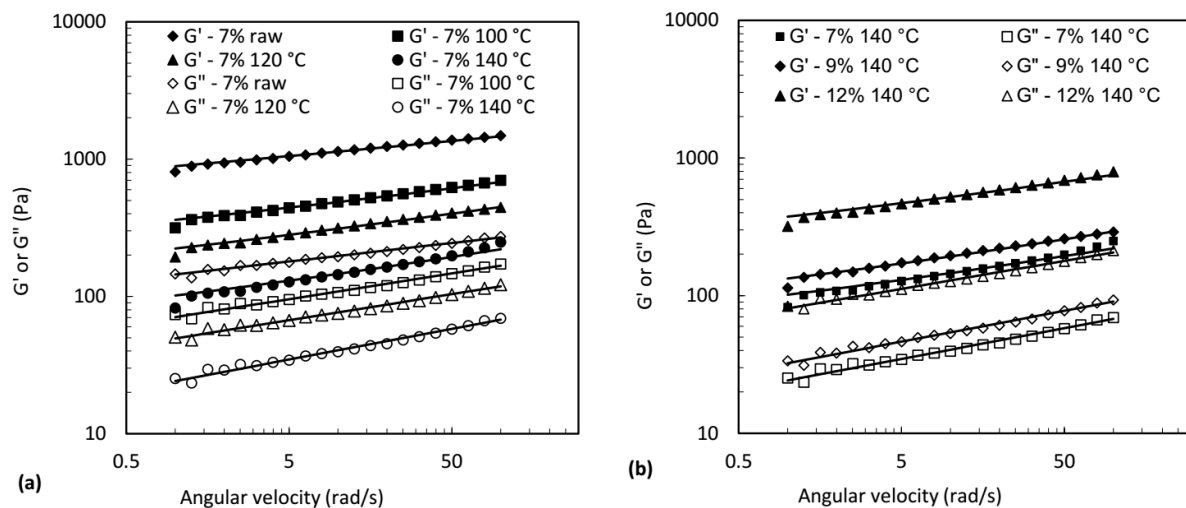 10000
1000
100
10
G' or G" (Pa)
G' - 7% raw
G' - 7% 100 °C
G' - 7% 120 °C
G' - 7% 140 °C
G" - 7% raw
G" - 7% 100 °C
G" - 7% 120 °C
G" - 7% 140 °C
0.5
5
50
(a)
Angular velocity (rad/s)
10000
1000
100
10
G' or G" (Pa)
G' - 7% 140 °C
G" - 7% 140 °C
G' - 9% 140 °C
G" - 9% 140 °C
G' - 12% 140 °C
G" - 12% 140 °C
0.5
5
50
(b)
Angular velocity (rad/s)